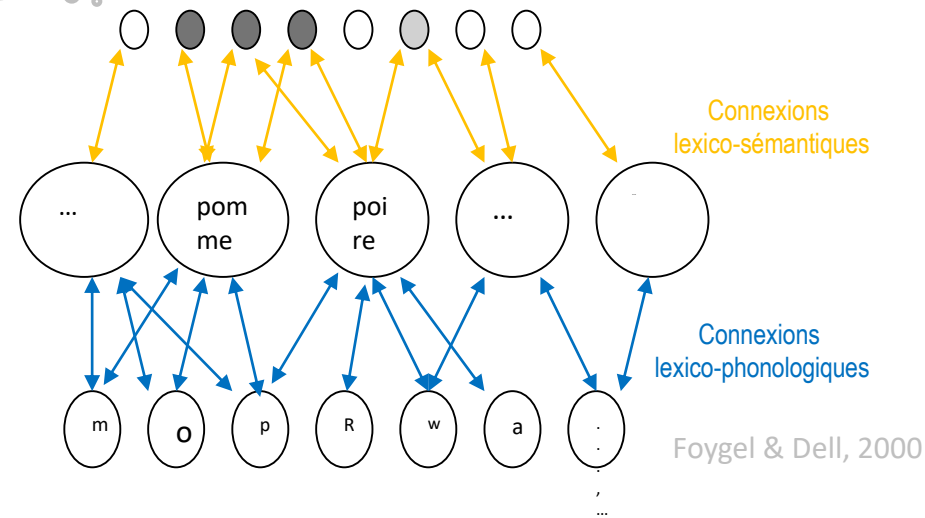 Connexions
lexico-sémantiques
...
pom
me
poi
re
...
Connexions
lexico-phonologiques
m
o
p
R
w
a
.
.
.
,
...
Foygel & Dell, 2000